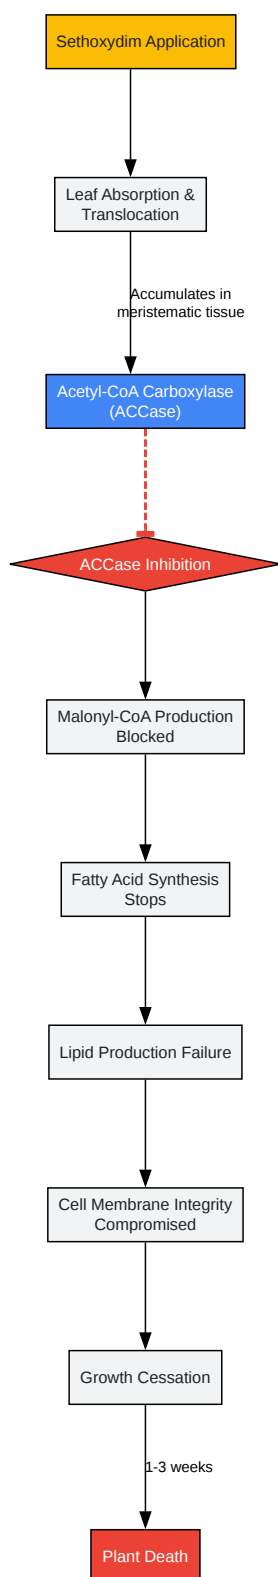 Sethoxydim Application
Leaf Absorption &
Translocation
Accumulates in
meristematic tissue
Acetyl-CoA Carboxylase
(ACCase)
ACCase Inhibition
Malonyl-CoA Production
Blocked
Fatty Acid Synthesis
Stops
Lipid Production Failure
Cell Membrane Integrity
Compromised
Growth Cessation
1-3 weeks
Plant Death